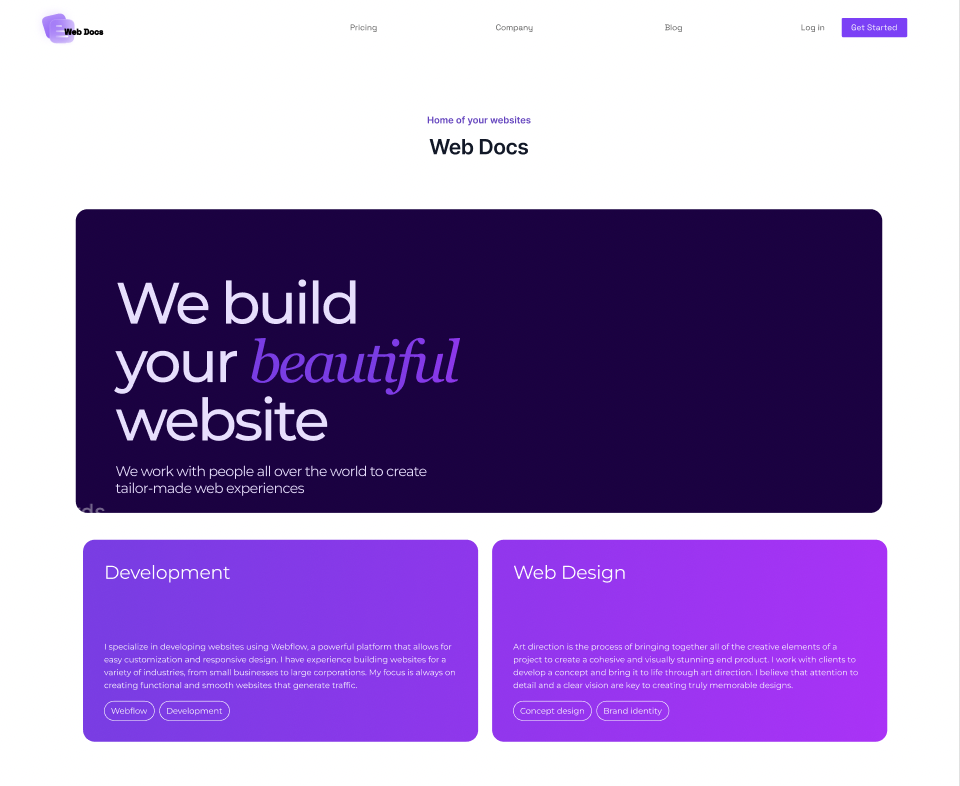 Web Docs
Pricing
Company
Blog
Log in
Get Started
Home of your websites
Web Docs
We build
your beautiful
website
We work with people all over the world to create
tailor-made web experiences
Development
I specialize in developing websites using Webflow, a powerful platform that allows for
easy customization and responsive design. I have experience building websites for a
variety of industries, from small businesses to large corporations. My focus is always on
creating functional and smooth websites that generate traffic.
Webflow
Development
Web Design
Art direction is the process of bringing together all of the creative elements of a
project to create a cohesive and visually stunning end product. I work with clients to
develop a concept and bring it to life through art direction. I believe that attention to
detail and a clear vision are key to creating truly memorable designs.
Concept design
Brand identity